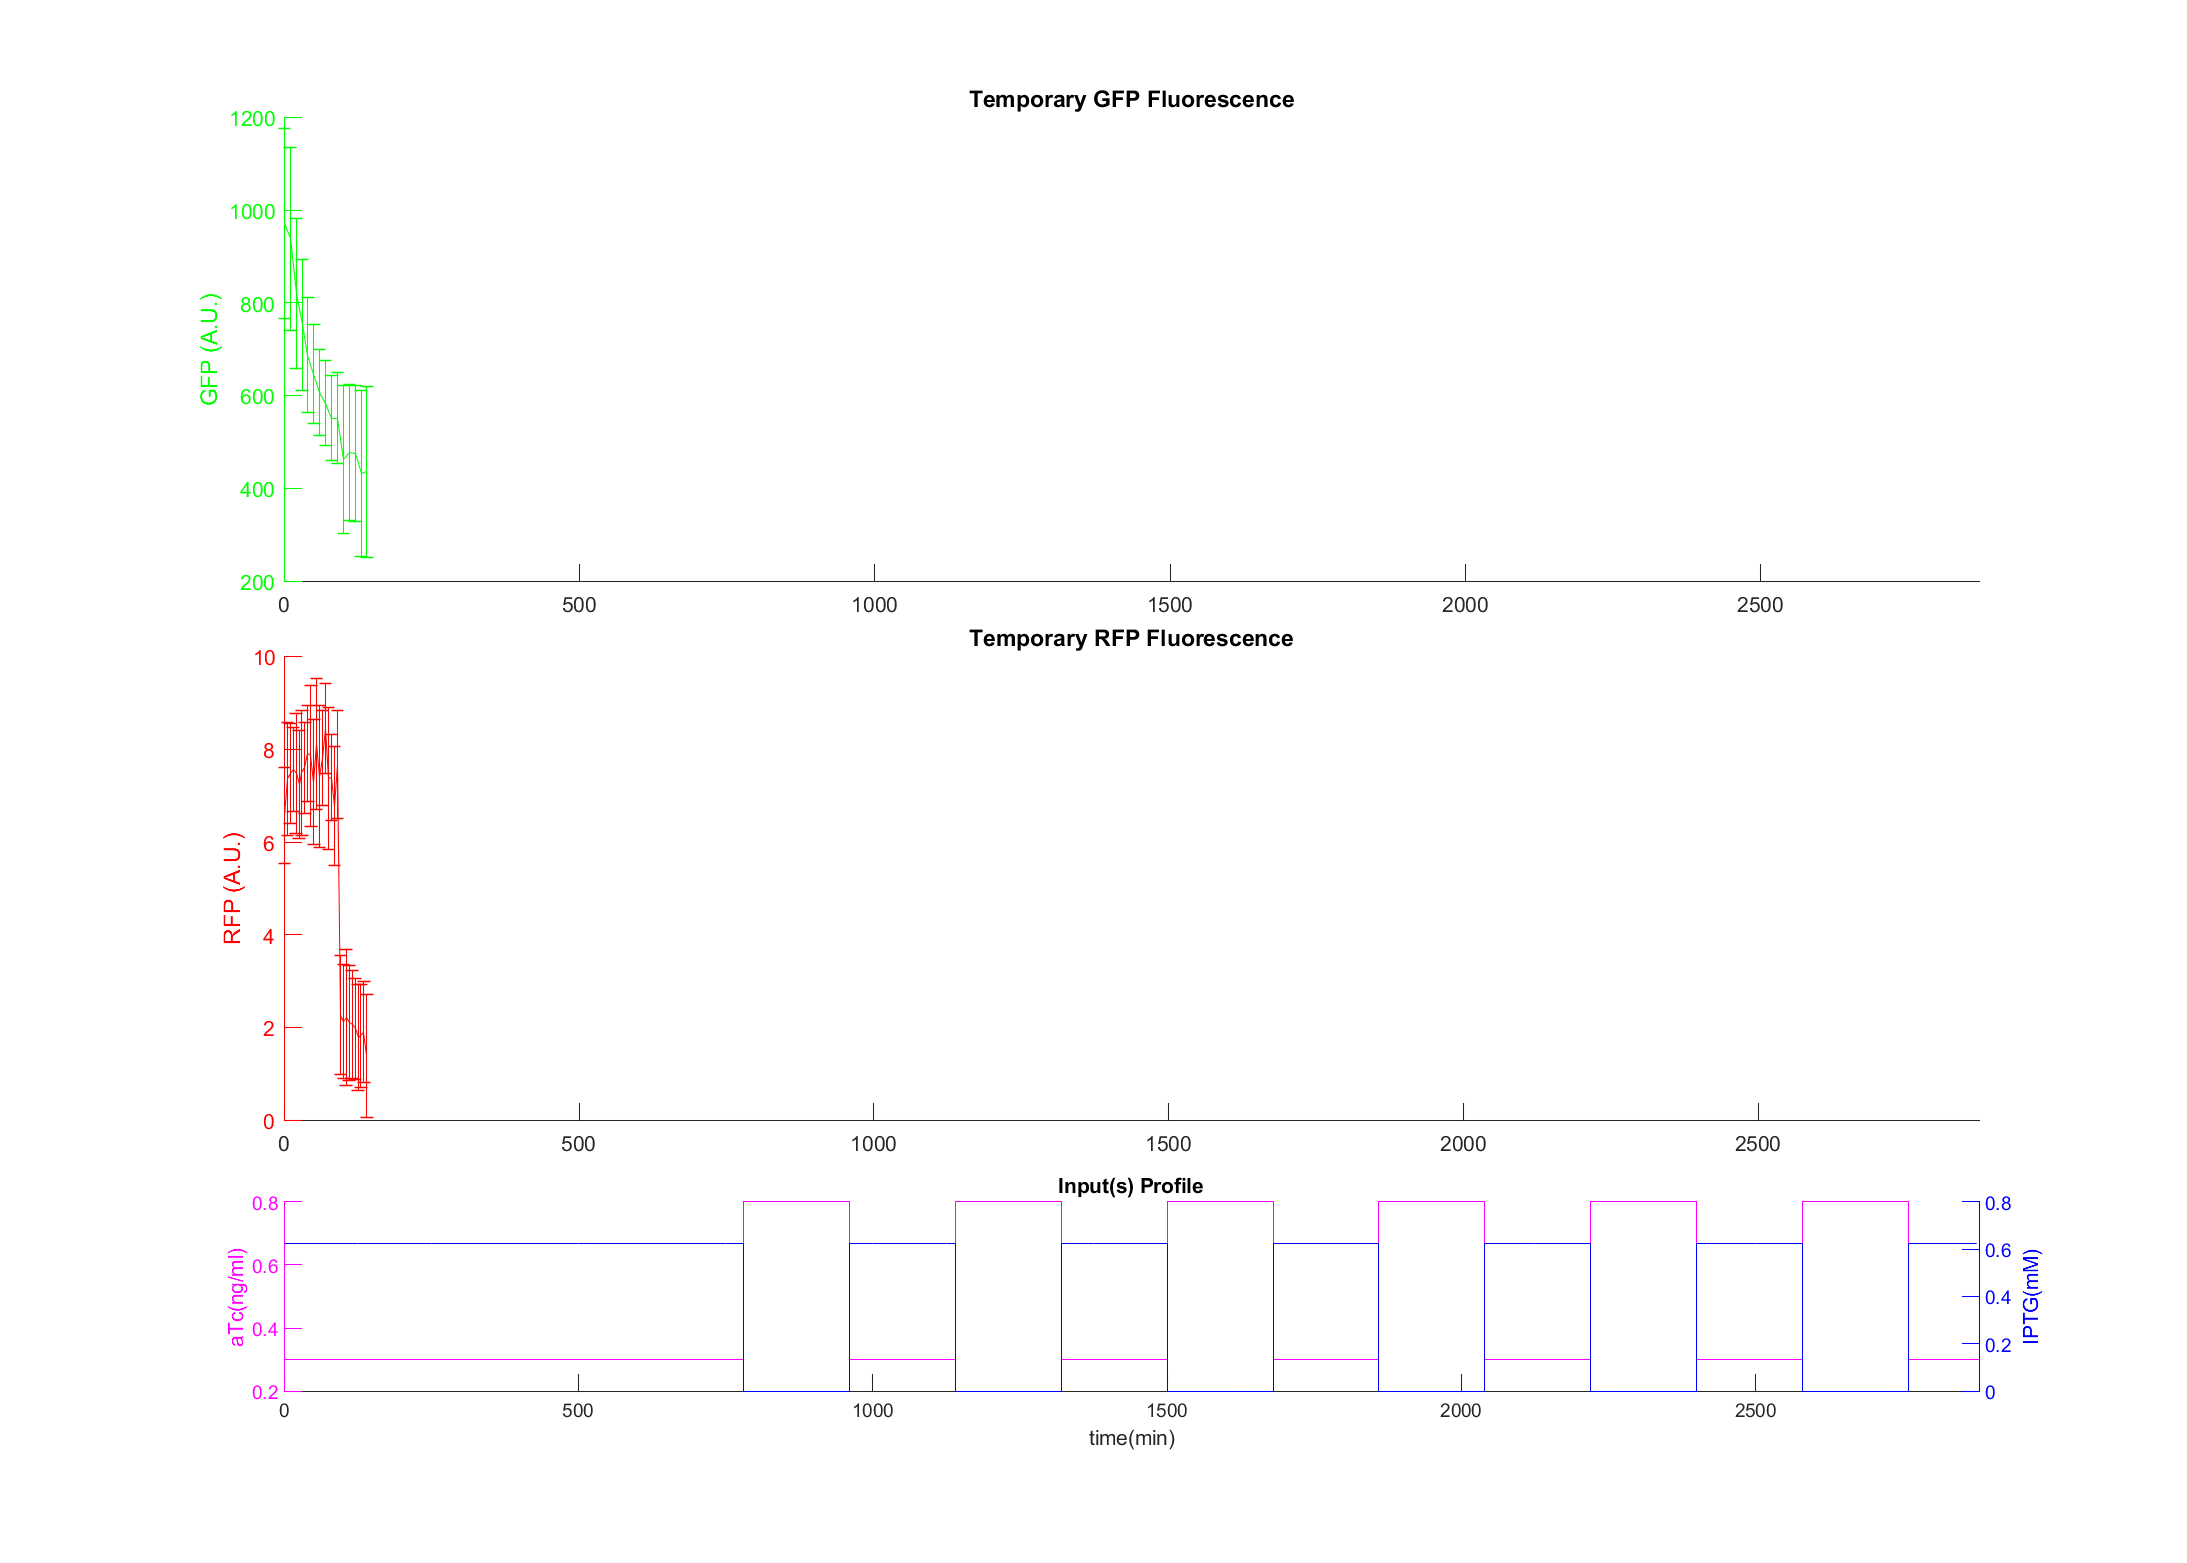 Temporary GFP Fluorescence
1200
1000
800
600
400
200
GFP (A.U.)
0 500 1000 1500 2000 2500
Temporary RFP Fluorescence
10
8
6
4
2
0
RFP (A.U.)
0 500 1000 1500 2000 2500
Input(s) Profile
0.8
0.6
0.4
0.2
aTc(ng/ml)
0.8
0.6
0.4
0.2
0
IPTG(mM)
0 500 1000 1500 2000 2500
time(min)